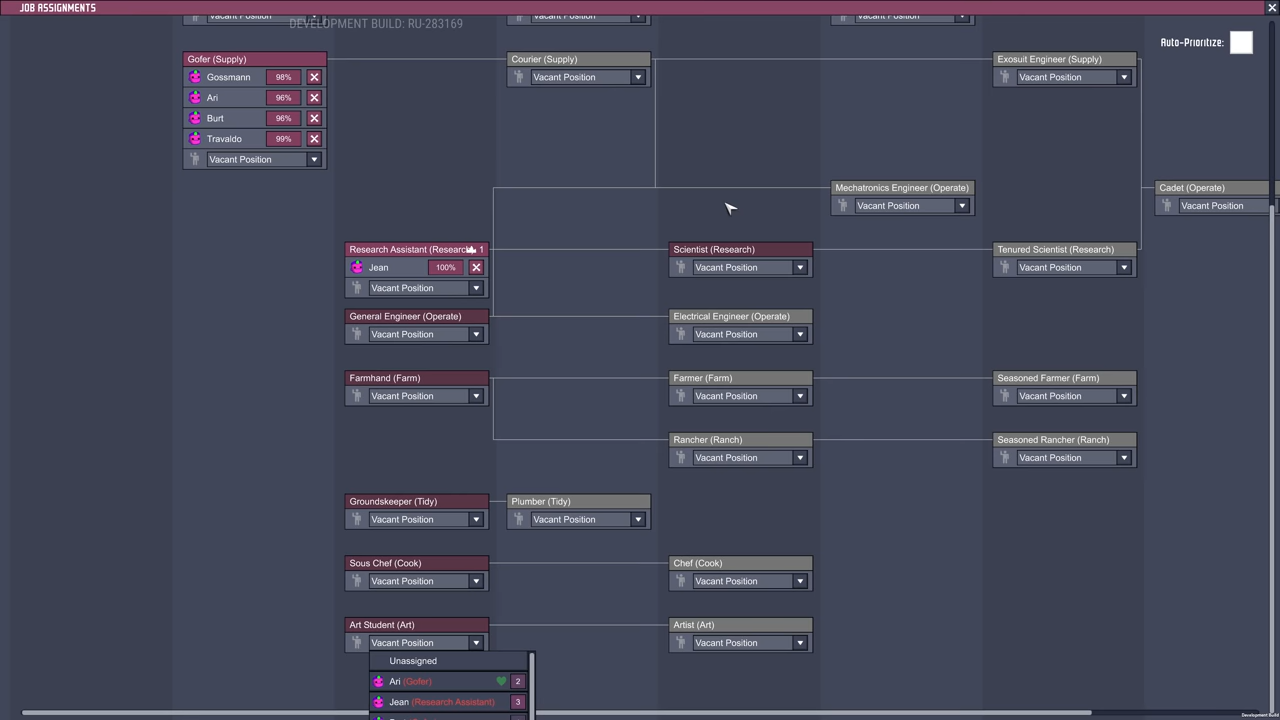 JOB ASSIGNMENTS
DEVELOPMENT BUILD: RU-283169
Auto-Prioritize:
Gofer (Supply)
Gossmann 98%
Ari 96%
Burt 96%
Travaldo 99%
Vacant Position
Courier (Supply)
Vacant Position
Exosuit Engineer (Supply)
Vacant Position
Mechatronics Engineer (Operate)
Vacant Position
Cadet (Operate)
Vacant Position
Research Assistant (Research 1
Jean 100%
Vacant Position
Scientist (Research)
Vacant Position
Tenured Scientist (Research)
Vacant Position
General Engineer (Operate)
Vacant Position
Electrical Engineer (Operate)
Vacant Position
Farmhand (Farm)
Vacant Position
Farmer (Farm)
Vacant Position
Seasoned Farmer (Farm)
Vacant Position
Rancher (Ranch)
Vacant Position
Seasoned Rancher (Ranch)
Vacant Position
Groundskeeper (Tidy)
Vacant Position
Plumber (Tidy)
Vacant Position
Sous Chef (Cook)
Vacant Position
Chef (Cook)
Vacant Position
Art Student (Art)
Vacant Position
Artist (Art)
Vacant Position
Unassigned
Ari (Gofer) 2
Jean (Research Assistant) 3
Development Build